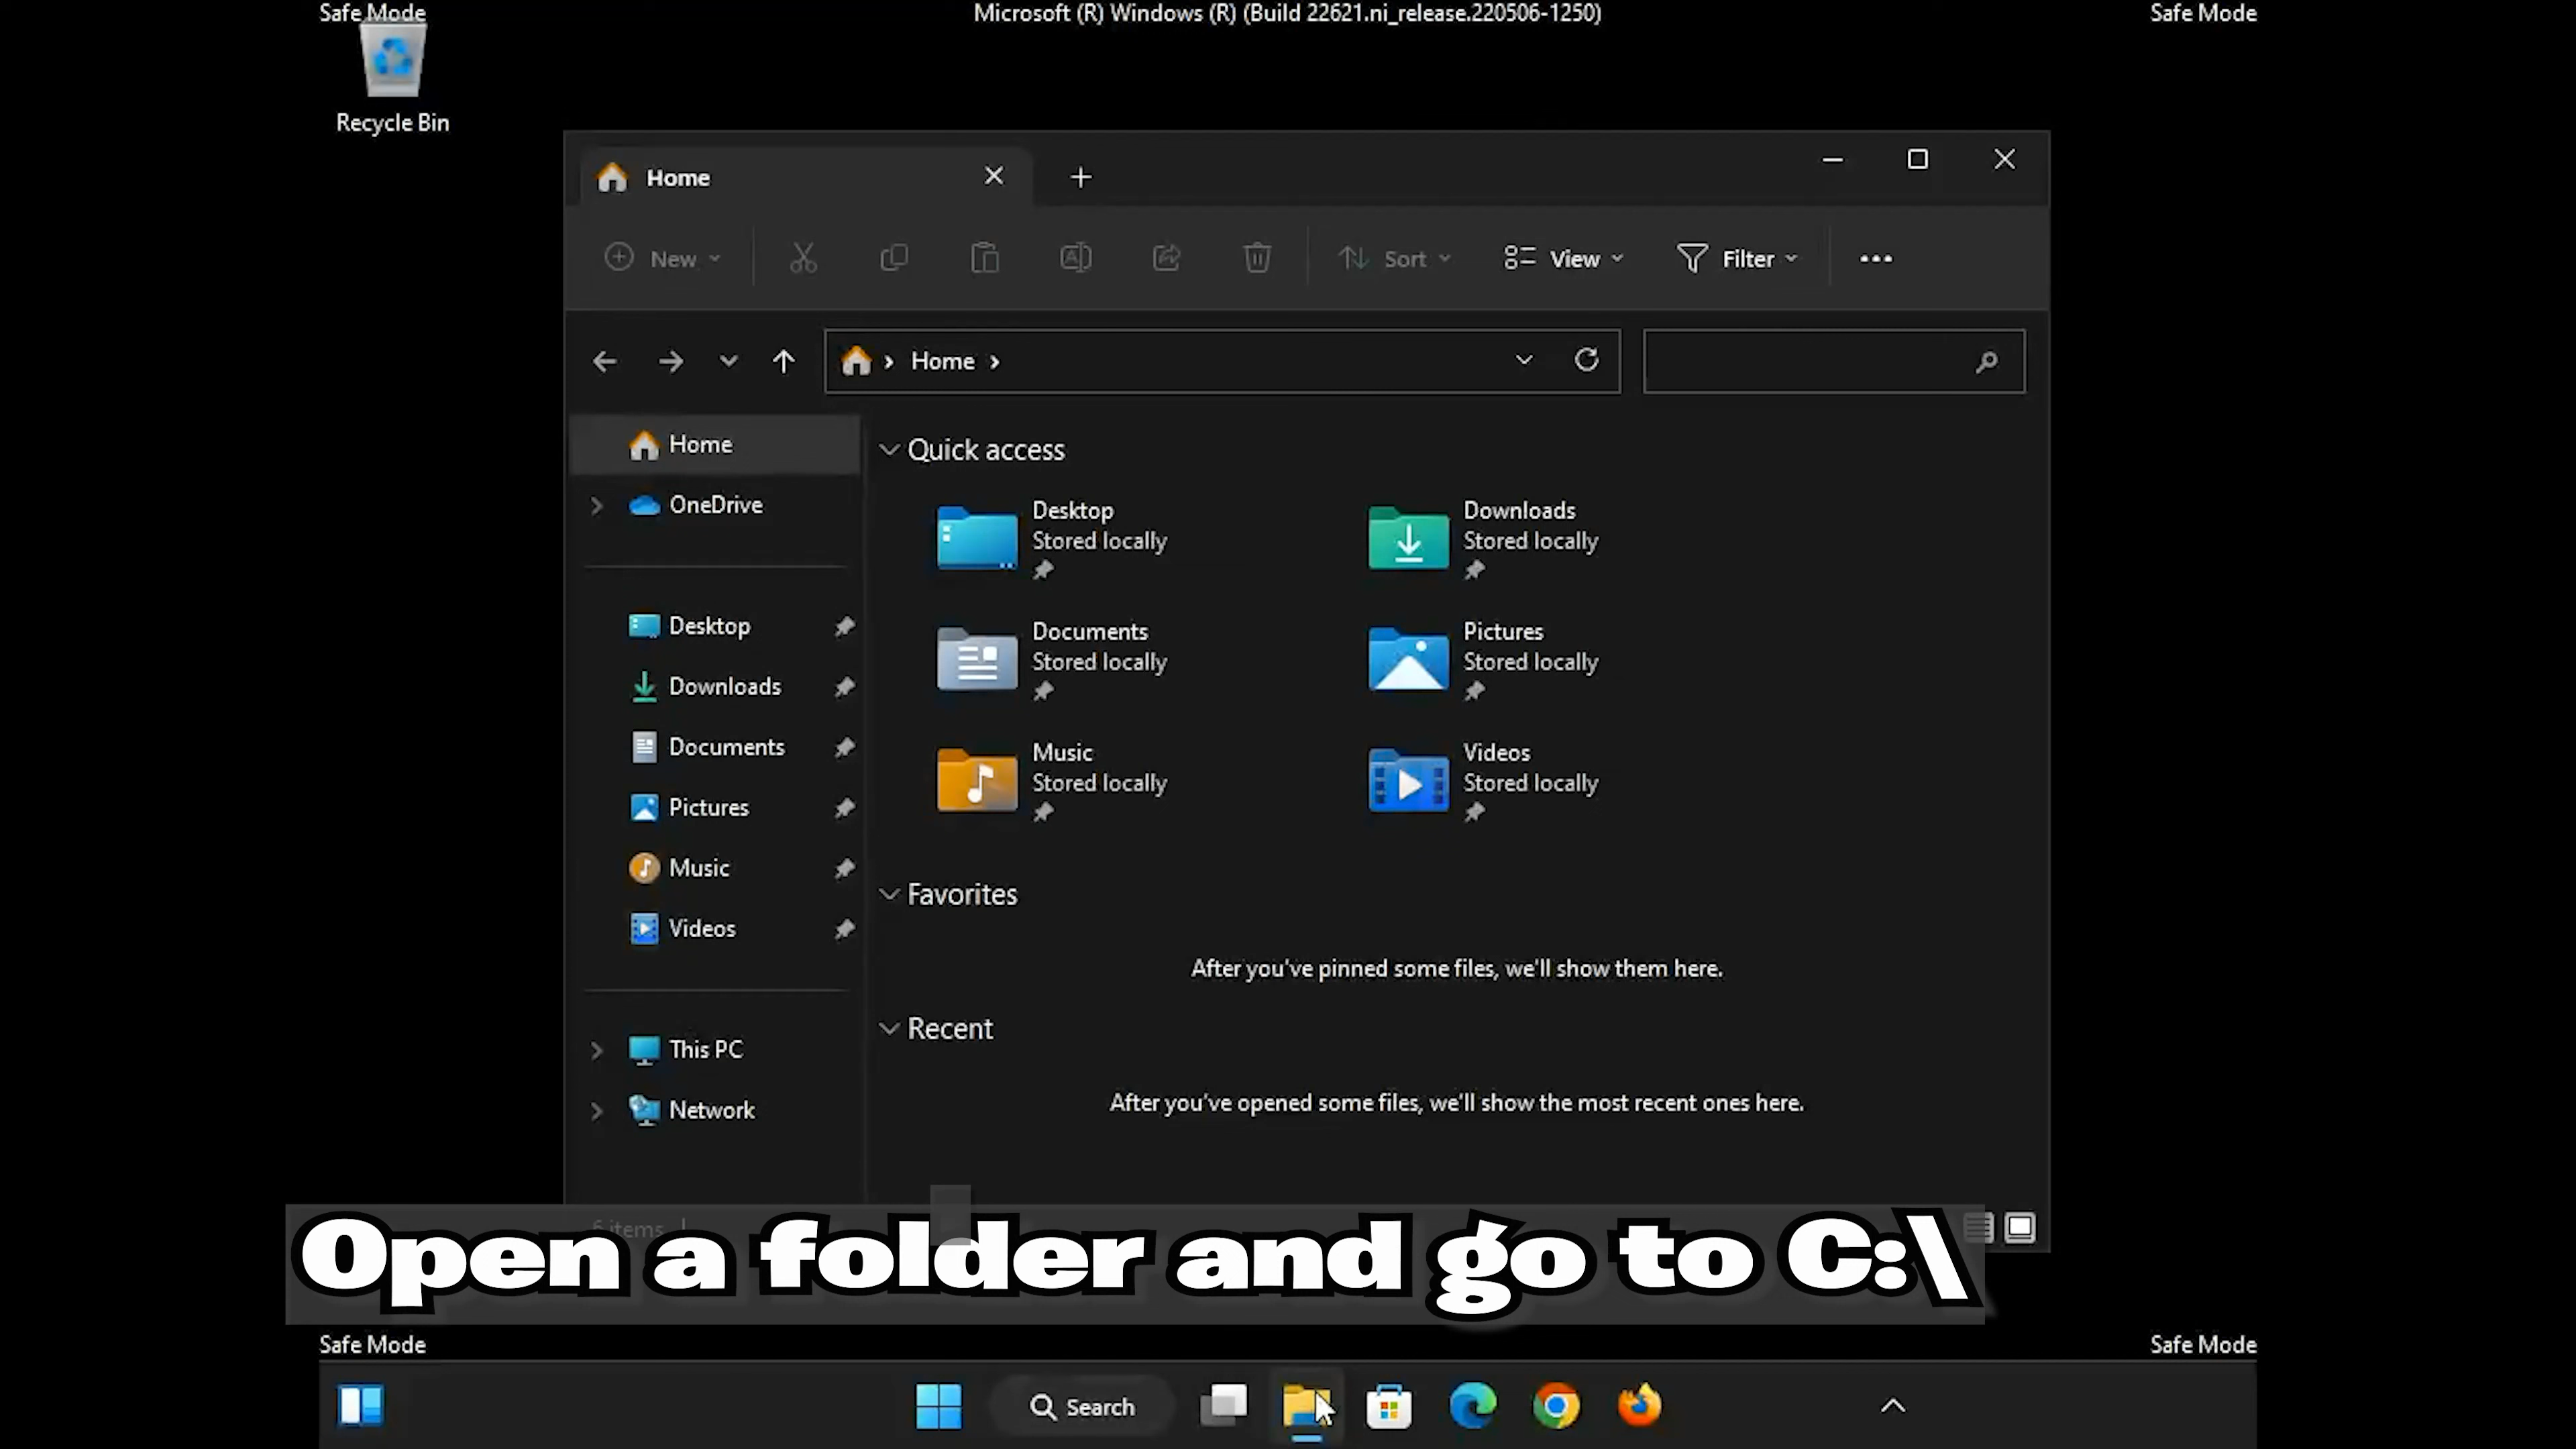 Safe Mode
Microsoft (R) Windows (R) (Build 22621.ni_release.220506-1250)
Safe Mode
Recycle Bin
Home
New
Sort
View
Filter
Home
Home
OneDrive
Desktop
Downloads
Documents
Pictures
Music
Videos
This PC
Network
Quick access
Desktop
Stored locally
Downloads
Stored locally
Documents
Stored locally
Pictures
Stored locally
Music
Stored locally
Videos
Stored locally
Favorites
After you've pinned some files, we'll show them here.
Recent
After you've opened some files, we'll show the most recent ones here.
6 items
Open a folder and go to C:\
Safe Mode
Safe Mode
Search